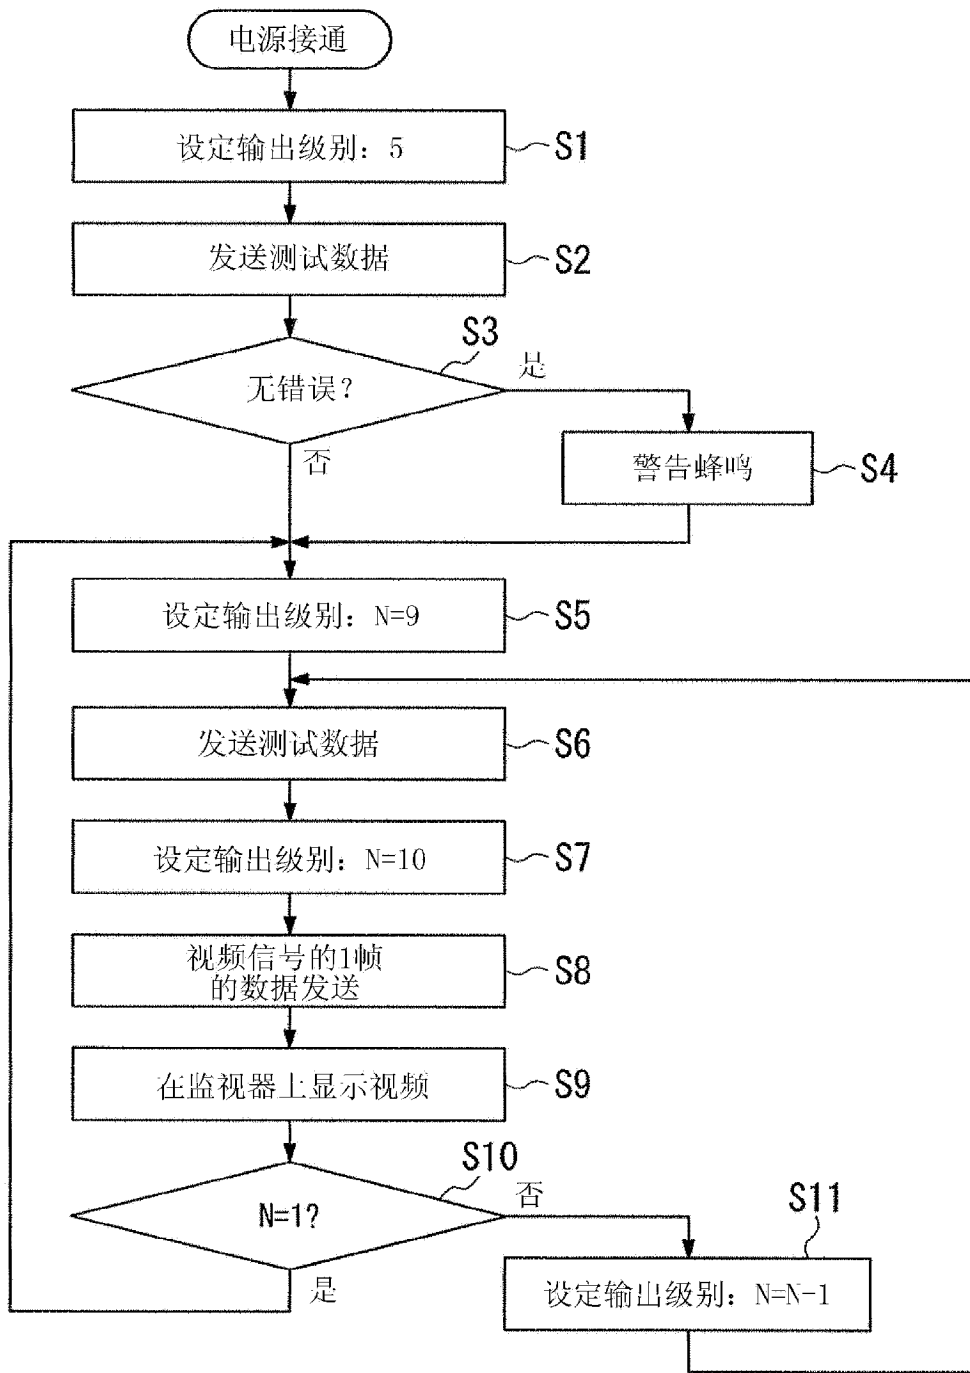 电源接通
设定输出级别：5
S1
发送测试数据
S2
S3
无错误？
是
否
警告蜂鸣
S4
设定输出级别：N=9
S5
发送测试数据
S6
设定输出级别：N=10
S7
视频信号的1帧
的数据发送
S8
在监视器上显示视频
S9
S10
N=1?
否
是
S11
设定输出级别：N=N-1